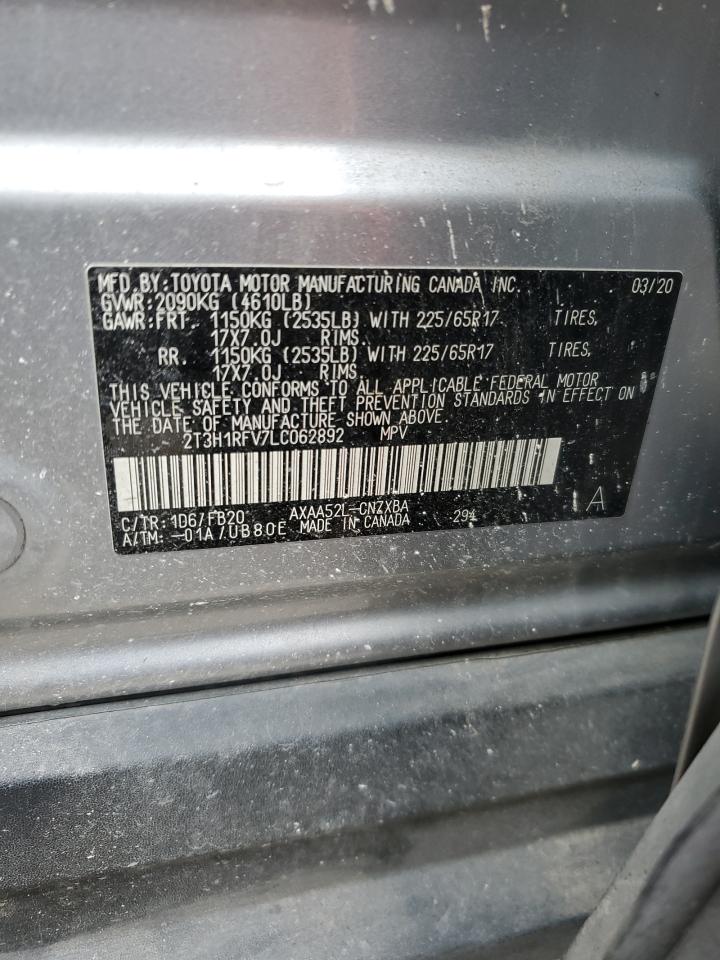 MFD.BY:TOYOTA MOTOR MANUFACTURING CANADA INC. 03/20
GVWR:2090KG (4610LB)
GAWR:FRT. 1150KG (2535LB) WITH 225/65R17 TIRES,
17X7.0J RIMS.
RR. 1150KG (2535LB) WITH 225/65R17 TIRES,
17X7.0J RIMS.
THIS VEHICLE CONFORMS TO ALL APPLICABLE FEDERAL MOTOR
VEHICLE SAFETY AND THEFT PREVENTION STANDARDS IN EFFECT ON
THE DATE OF MANUFACTURE SHOWN ABOVE.
2T3H1RFV7LC062892 MPV
C/TR:1D6/FB20 AXAA52L-CNZXBA 294 A
A/TM: -01A/UB80E MADE IN CANADA